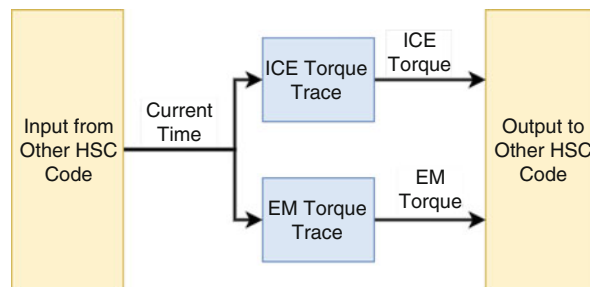 Input from
Other HSC
Code
Current
Time
ICE Torque
Trace
ICE
Torque
EM Torque
Trace
EM
Torque
Output to
Other HSC
Code